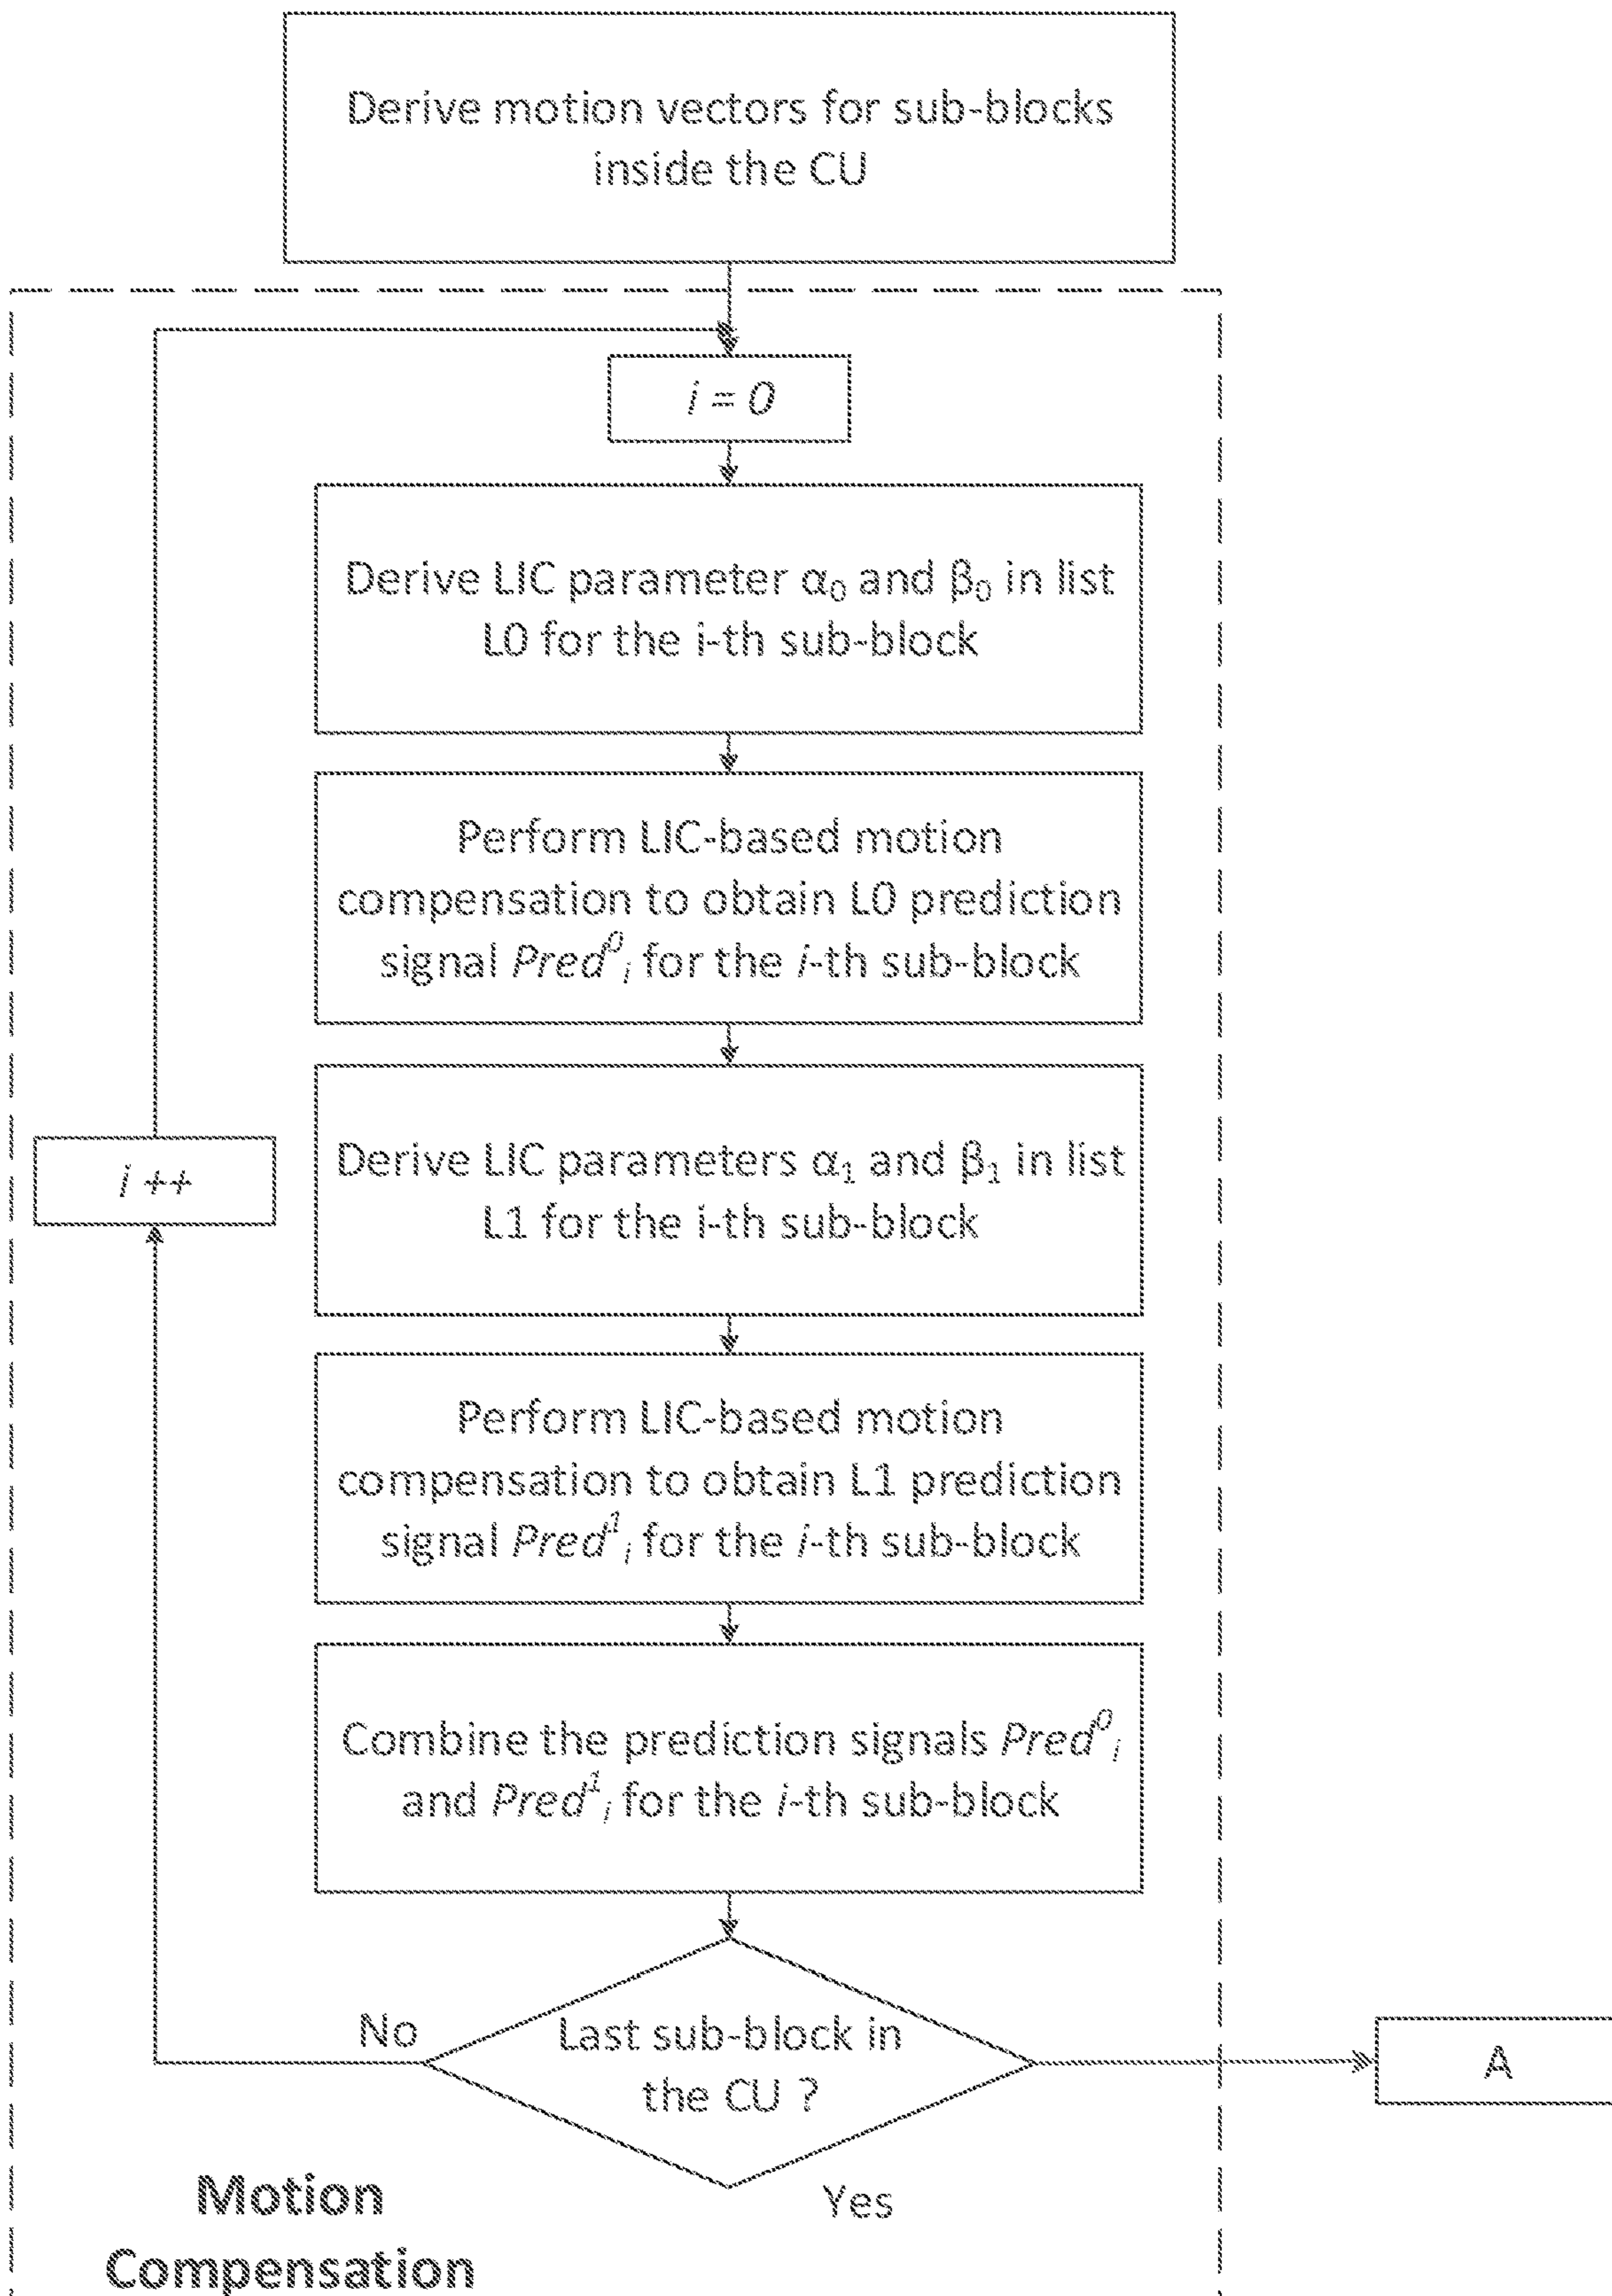 Derive motion vectors for sub-blocks
inside the CU
i = 0
Derive LIC parameter α₀ and β₀ in list
L0 for the i-th sub-block
Perform LIC-based motion
compensation to obtain L0 prediction
signal Pred⁰ᵢ for the i-th sub-block
Derive LIC parameters α₁ and β₁ in list
L1 for the i-th sub-block
i ++
Perform LIC-based motion
compensation to obtain L1 prediction
signal Pred¹ᵢ for the i-th sub-block
Combine the prediction signals Pred⁰ᵢ
and Pred¹ᵢ for the i-th sub-block
No
Last sub-block in
the CU ?
A
Yes
Motion
Compensation